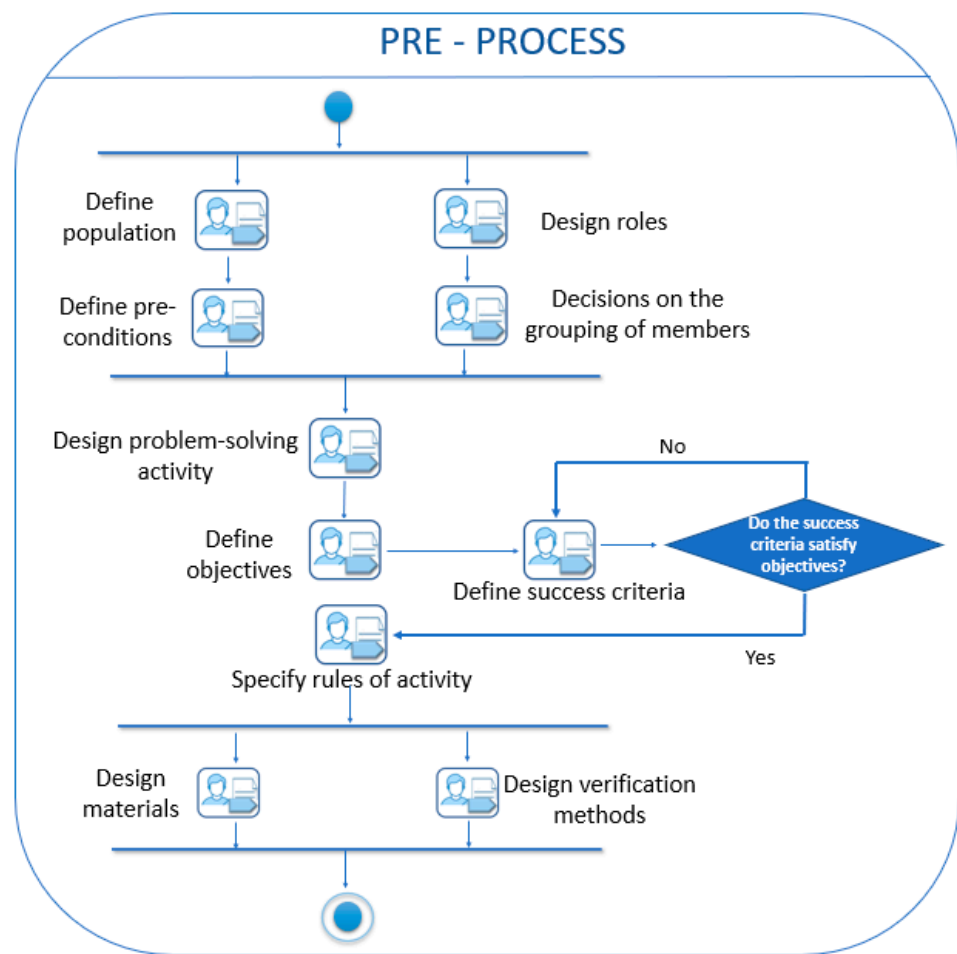 PRE - PROCESS
Define
population
Design roles
Define pre-
conditions
Decisions on the
grouping of members
Design problem-solving
activity
No
Do the success
criteria satisfy
objectives?
Define
objectives
Define success criteria
Yes
Specify rules of activity
Design
materials
Design verification
methods